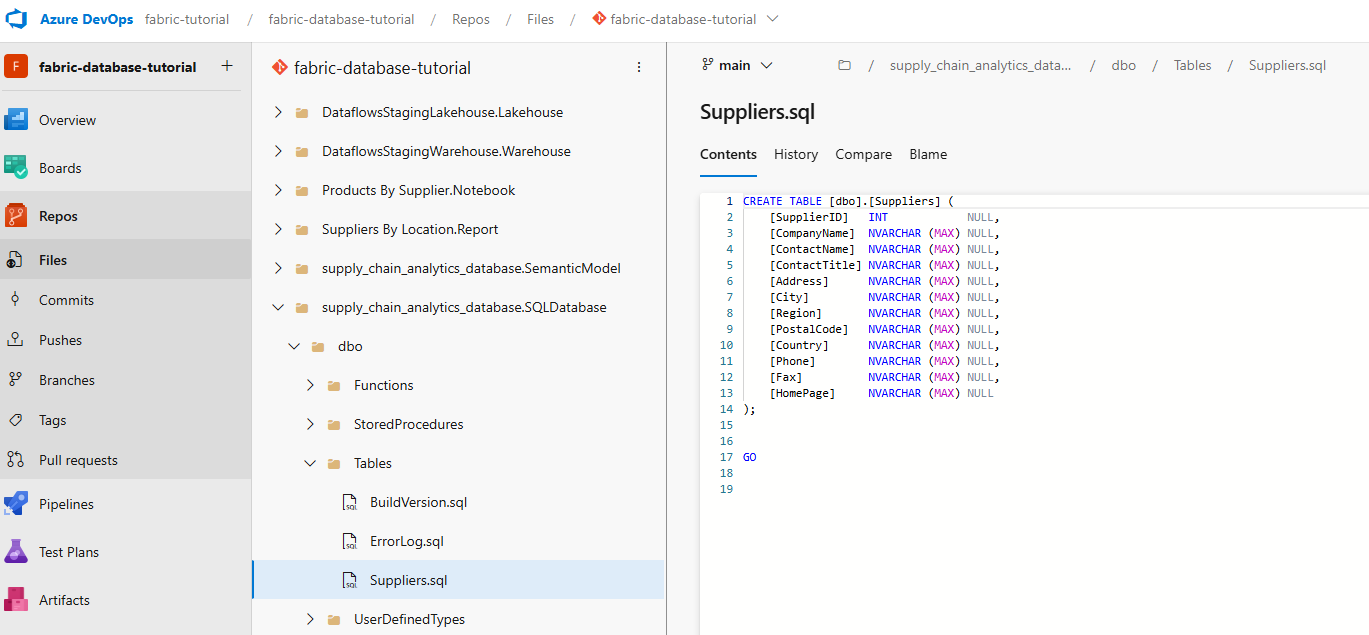 Azure DevOps fabric-tutorial / fabric-database-tutorial / Repos / Files / fabric-database-tutorial
F fabric-database-tutorial +
Overview
Boards
Repos
Files
Commits
Pushes
Branches
Tags
Pull requests
Pipelines
Test Plans
Artifacts
fabric-database-tutorial
DataflowsStagingLakehouse.Lakehouse
DataflowsStagingWarehouse.Warehouse
Products By Supplier.Notebook
Suppliers By Location.Report
supply_chain_analytics_database.SemanticModel
supply_chain_analytics_database.SQLDatabase
dbo
Functions
StoredProcedures
Tables
BuildVersion.sql
ErrorLog.sql
Suppliers.sql
UserDefinedTypes
main / supply_chain_analytics_data... / dbo / Tables / Suppliers.sql
Suppliers.sql
Contents History Compare Blame
1 CREATE TABLE [dbo].[Suppliers] (
2 [SupplierID] INT NULL,
3 [CompanyName] NVARCHAR (MAX) NULL,
4 [ContactName] NVARCHAR (MAX) NULL,
5 [ContactTitle] NVARCHAR (MAX) NULL,
6 [Address] NVARCHAR (MAX) NULL,
7 [City] NVARCHAR (MAX) NULL,
8 [Region] NVARCHAR (MAX) NULL,
9 [PostalCode] NVARCHAR (MAX) NULL,
10 [Country] NVARCHAR (MAX) NULL,
11 [Phone] NVARCHAR (MAX) NULL,
12 [Fax] NVARCHAR (MAX) NULL,
13 [HomePage] NVARCHAR (MAX) NULL
14 );
15
16
17 GO
18
19